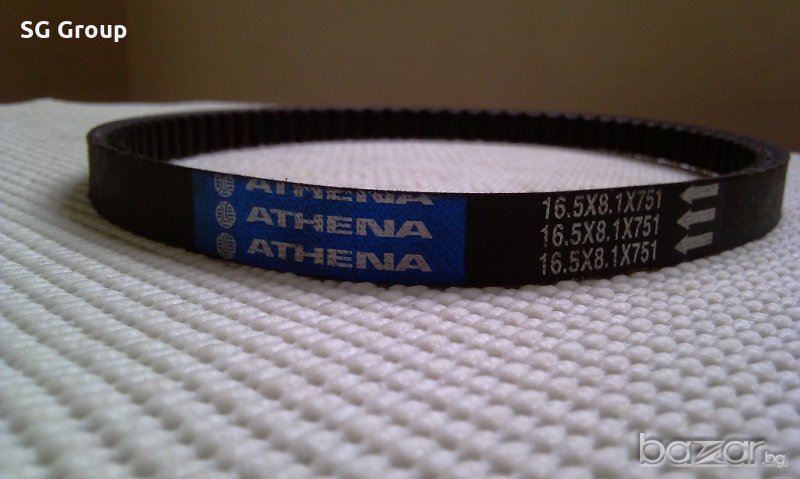 SG Group
ATHENA 16.5X8.1X751
ATHENA 16.5X8.1X751
ATHENA 16.5X8.1X751
bazar.bg